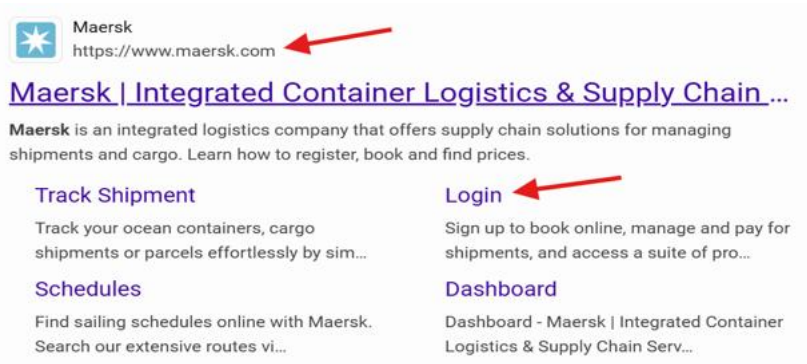 Maersk
https://www.maersk.com
Maersk | Integrated Container Logistics & Supply Chain ...
Maersk is an integrated logistics company that offers supply chain solutions for managing
shipments and cargo. Learn how to register, book and find prices.
Track Shipment
Track your ocean containers, cargo
shipments or parcels effortlessly by sim...
Login
Sign up to book online, manage and pay for
shipments, and access a suite of pro...
Schedules
Find sailing schedules online with Maersk.
Search our extensive routes vi...
Dashboard
Dashboard - Maersk | Integrated Container
Logistics & Supply Chain Serv...